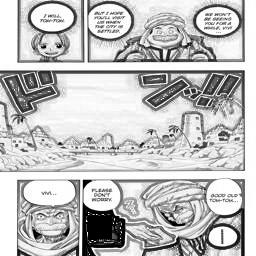 WE WON'T
BE SEEING
YOU FOR A
WHILE, VIVI.
BUT I HOPE
YOU'LL VISIT
US WHEN
THE CITY IS
SETTLED.
I WILL,
TOH-TOH.
GOOD OLD
TOH-TOH...
PLEASE
DON'T
WORRY.
VIVI...